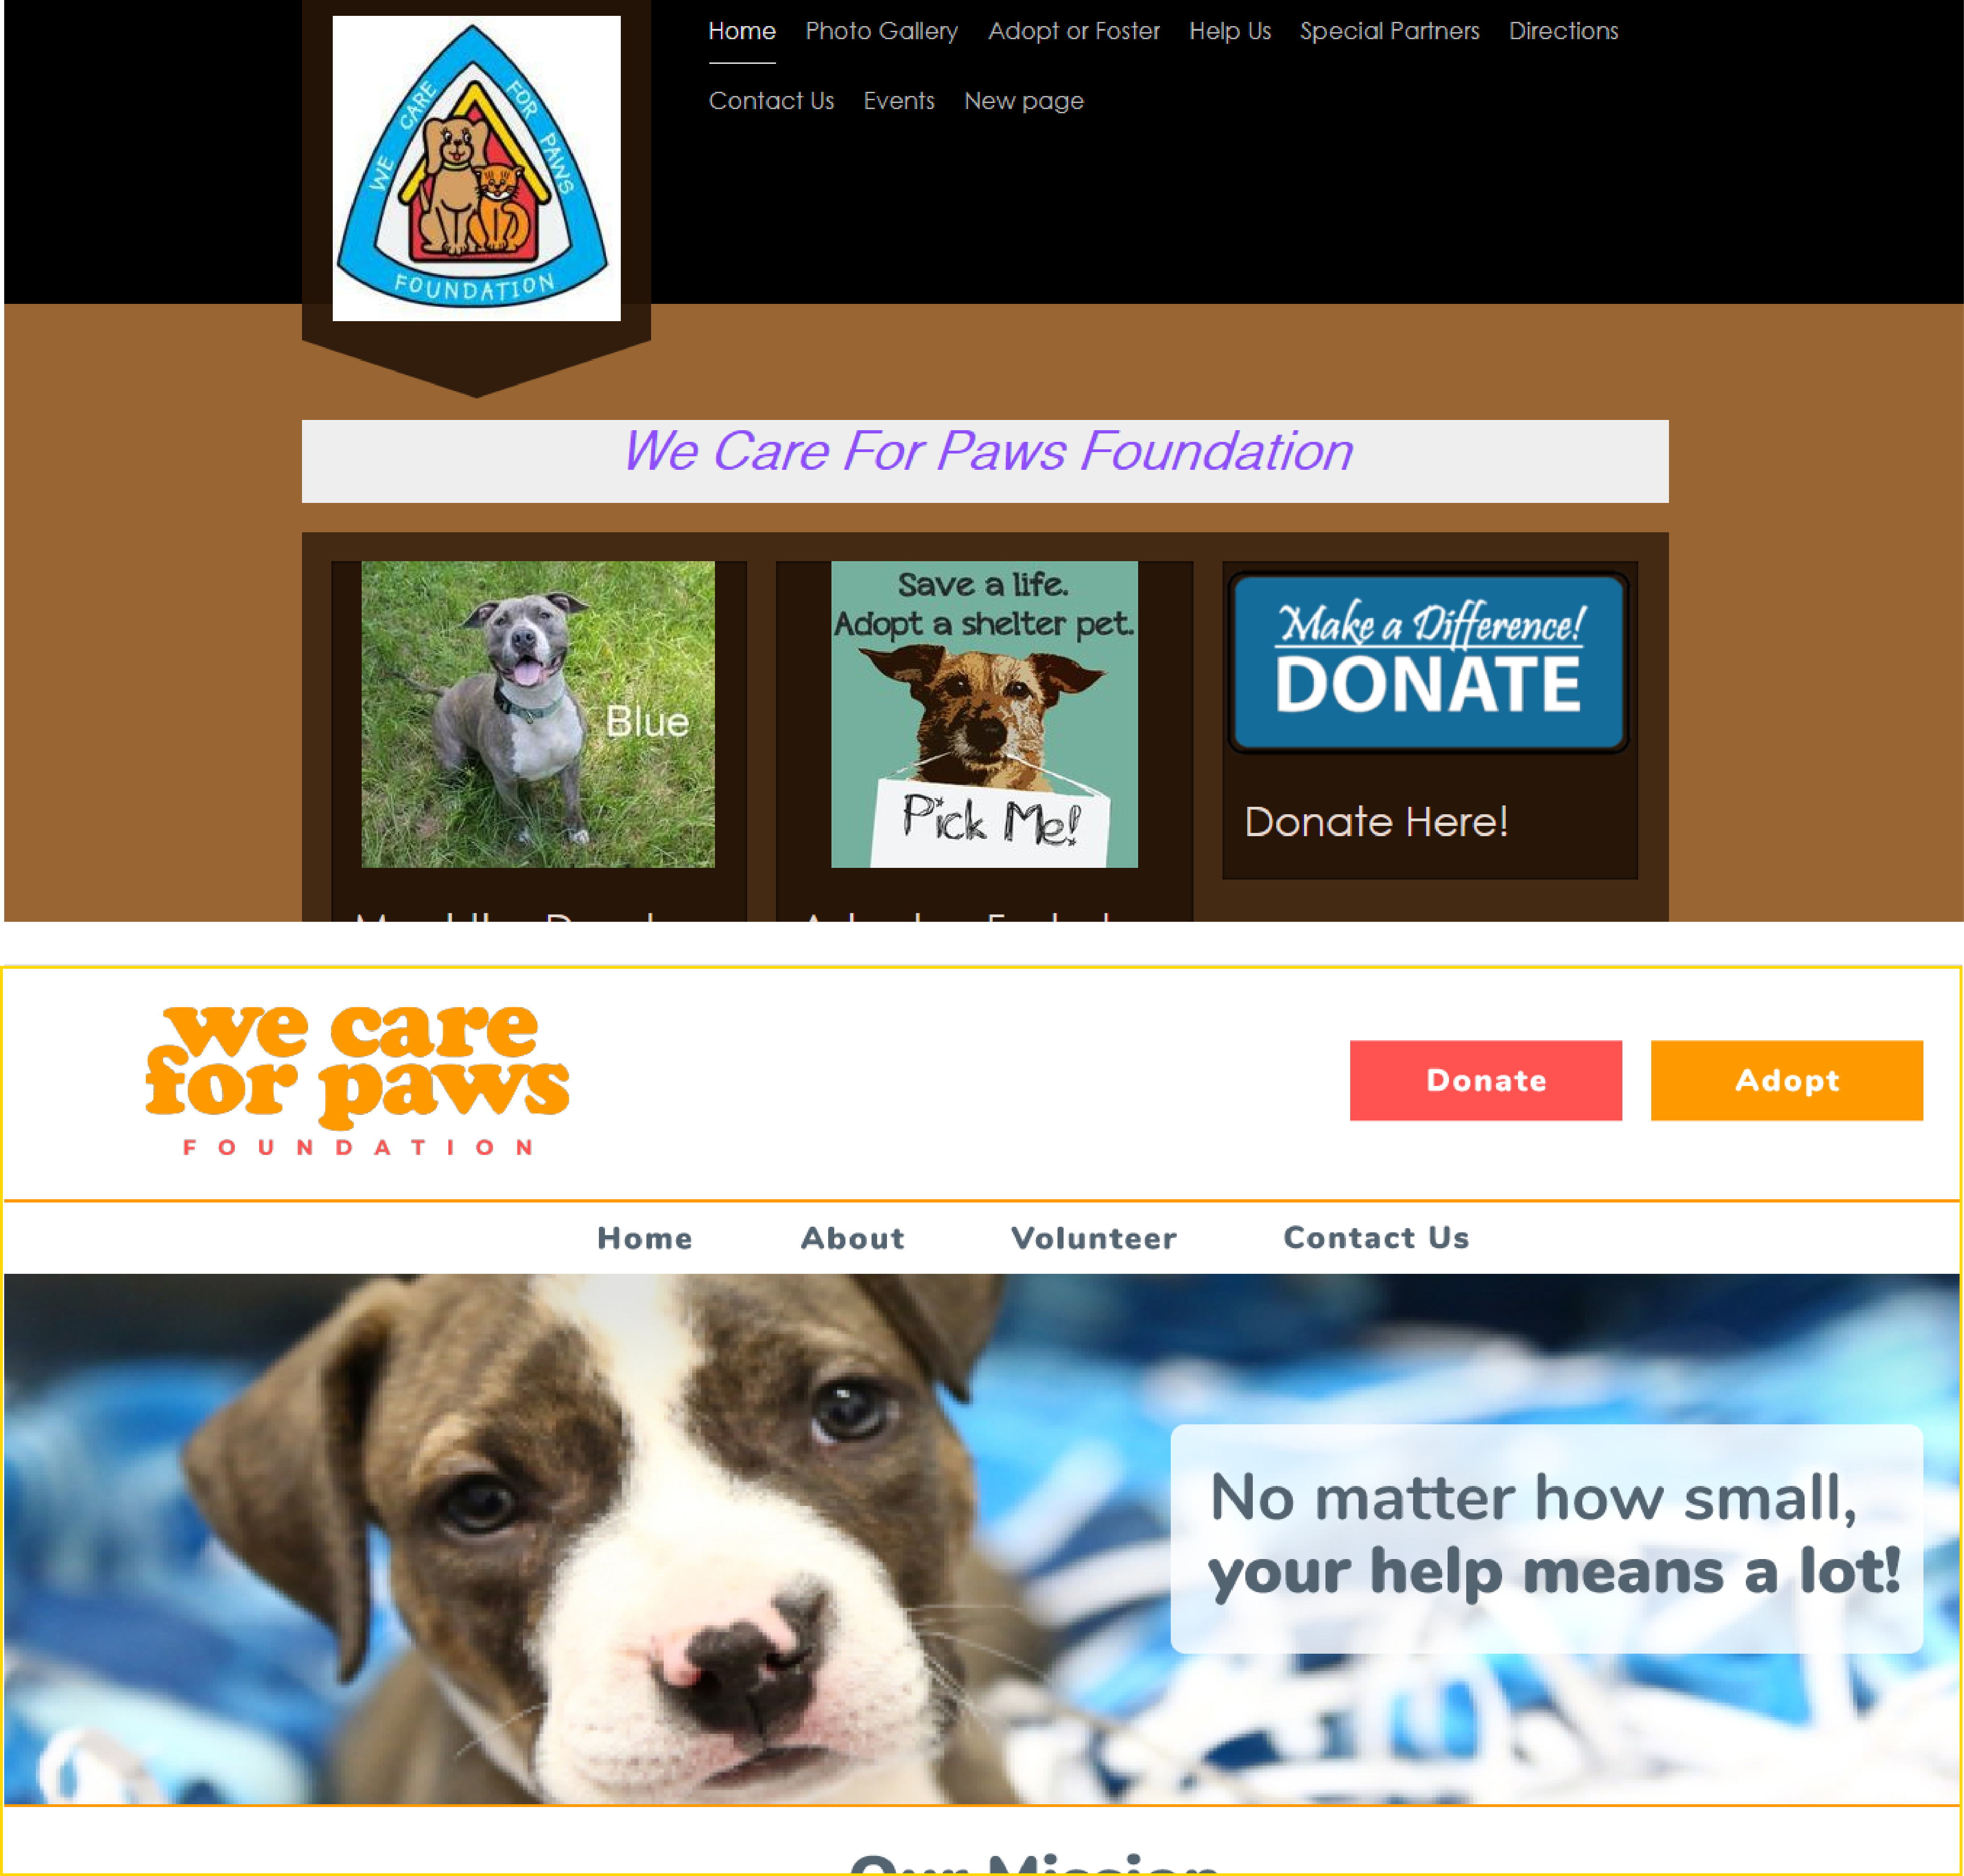 WE CARE FOR PAWS
FOUNDATION
Home Photo Gallery Adopt or Foster Help Us Special Partners Directions
Contact Us Events New page
We Care For Paws Foundation
Blue
Save a life.
Adopt a shelter pet.
Pick Me!
Make a Difference!
DONATE
Donate Here!
we care
for paws
FOUNDATION
Donate Adopt
Home About Volunteer Contact Us
No matter how small,
your help means a lot!
Our Mission